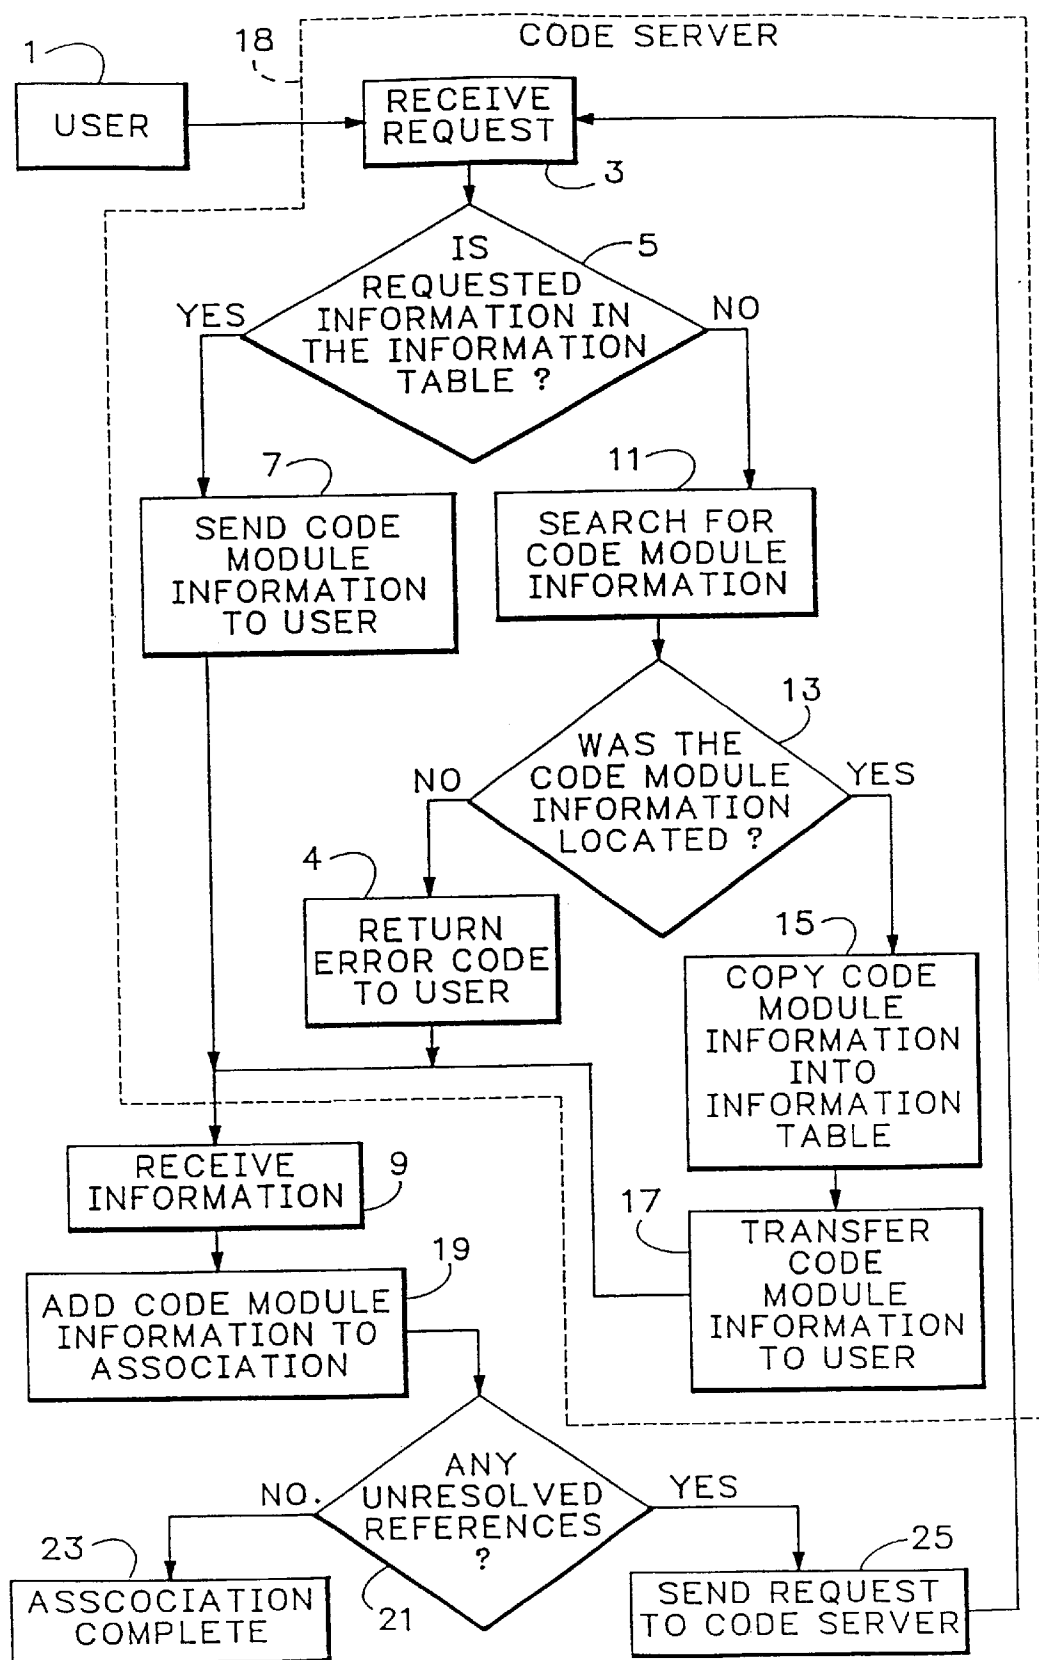 CODE SERVER
1
18
USER
RECEIVE
REQUEST
3
5
IS
REQUESTED
INFORMATION IN
THE INFORMATION
TABLE ?
YES
NO
7
11
SEND CODE
MODULE
INFORMATION
TO USER
SEARCH FOR
CODE MODULE
INFORMATION
13
WAS THE
CODE MODULE
INFORMATION
LOCATED ?
NO
YES
4
RETURN
ERROR CODE
TO USER
15
COPY CODE
MODULE
INFORMATION
INTO
INFORMATION
TABLE
RECEIVE
INFORMATION
9
17
TRANSFER
CODE
MODULE
INFORMATION
TO USER
19
ADD CODE MODULE
INFORMATION TO
ASSOCIATION
ANY
UNRESOLVED
REFERENCES
?
NO.
YES
21
23
ASSCOCIATION
COMPLETE
25
SEND REQUEST
TO CODE SERVER